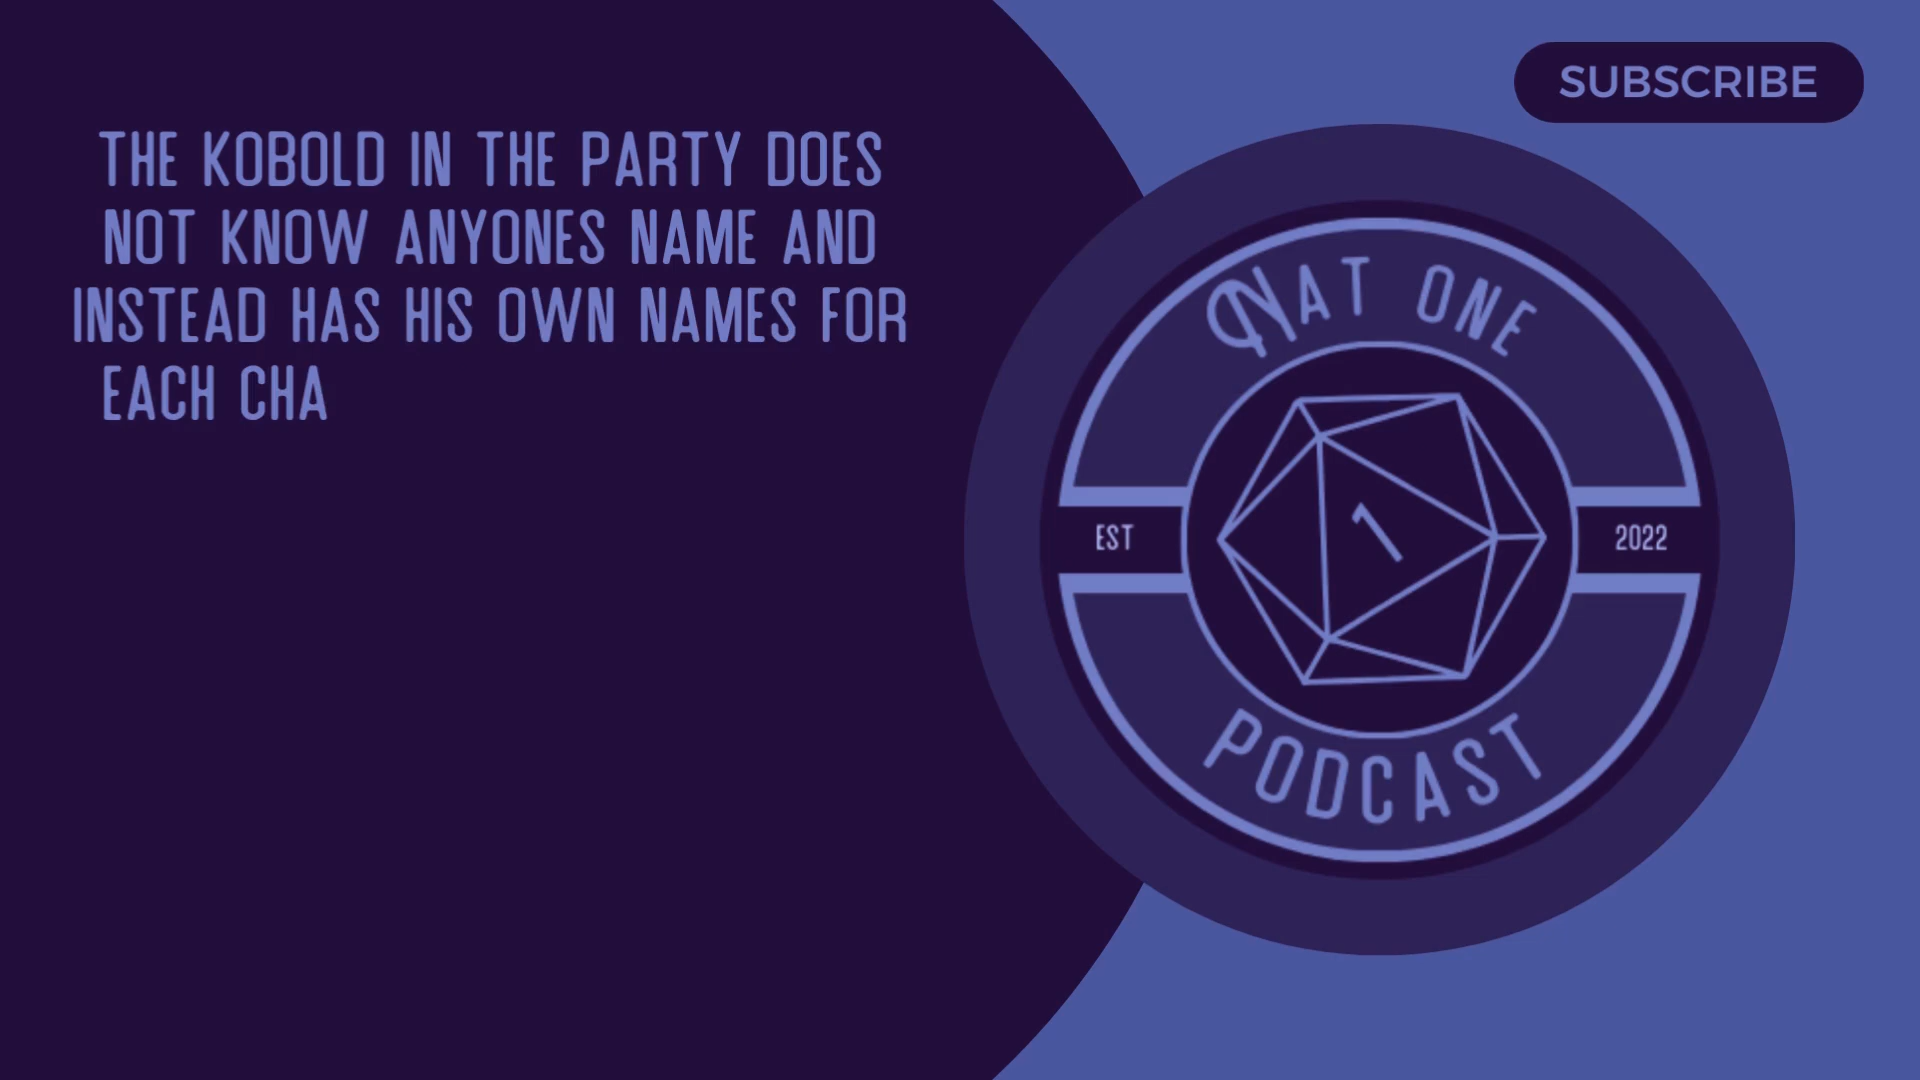 SUBSCRIBE
THE KOBOLD IN THE PARTY DOES
NOT KNOW ANYONES NAME AND
INSTEAD HAS HIS OWN NAMES FOR
EACH CHA
NAT ONE
1
EST
2022
PODCAST